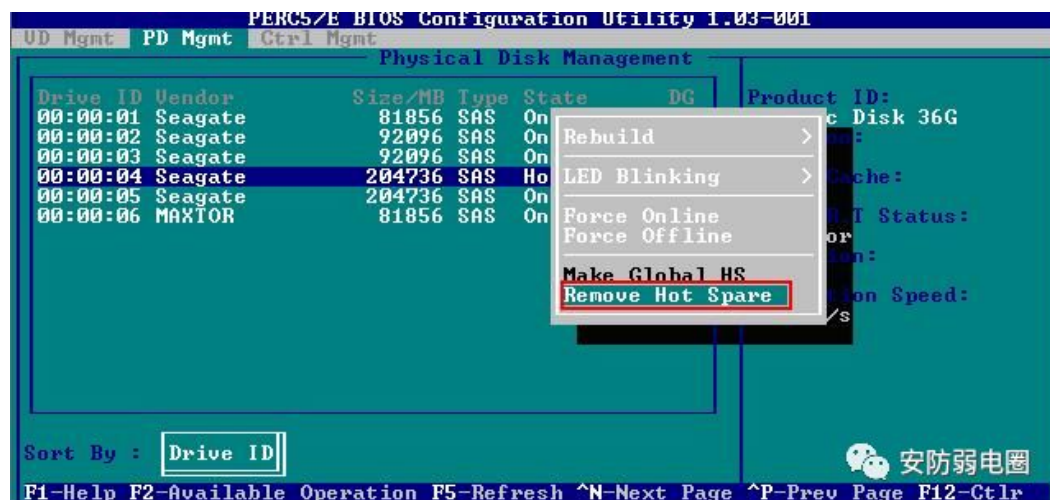 PERC5/E BIOS Configuration Utility 1.03-001
VD Mgmt PD Mgmt Ctrl Mgmt
Physical Disk Management
Drive ID Vendor Size/MB Type State DG
00:00:01 Seagate 81856 SAS On
00:00:02 Seagate 92096 SAS On
00:00:03 Seagate 92096 SAS On
00:00:04 Seagate 204736 SAS Ho
00:00:05 Seagate 204736 SAS On
00:00:06 MAXTOR 81856 SAS On
Rebuild >
LED Blinking >
Force Online
Force Offline
Make Global HS
Remove Hot Spare
Product ID:
c Disk 36G
che:
T Status:
or
on Speed:
/s
Sort By : Drive ID
安防弱电圈
F1-Help F2-Available Operation F5-Refresh ^N-Next Page ^P-Prev Page F12-Ctlr